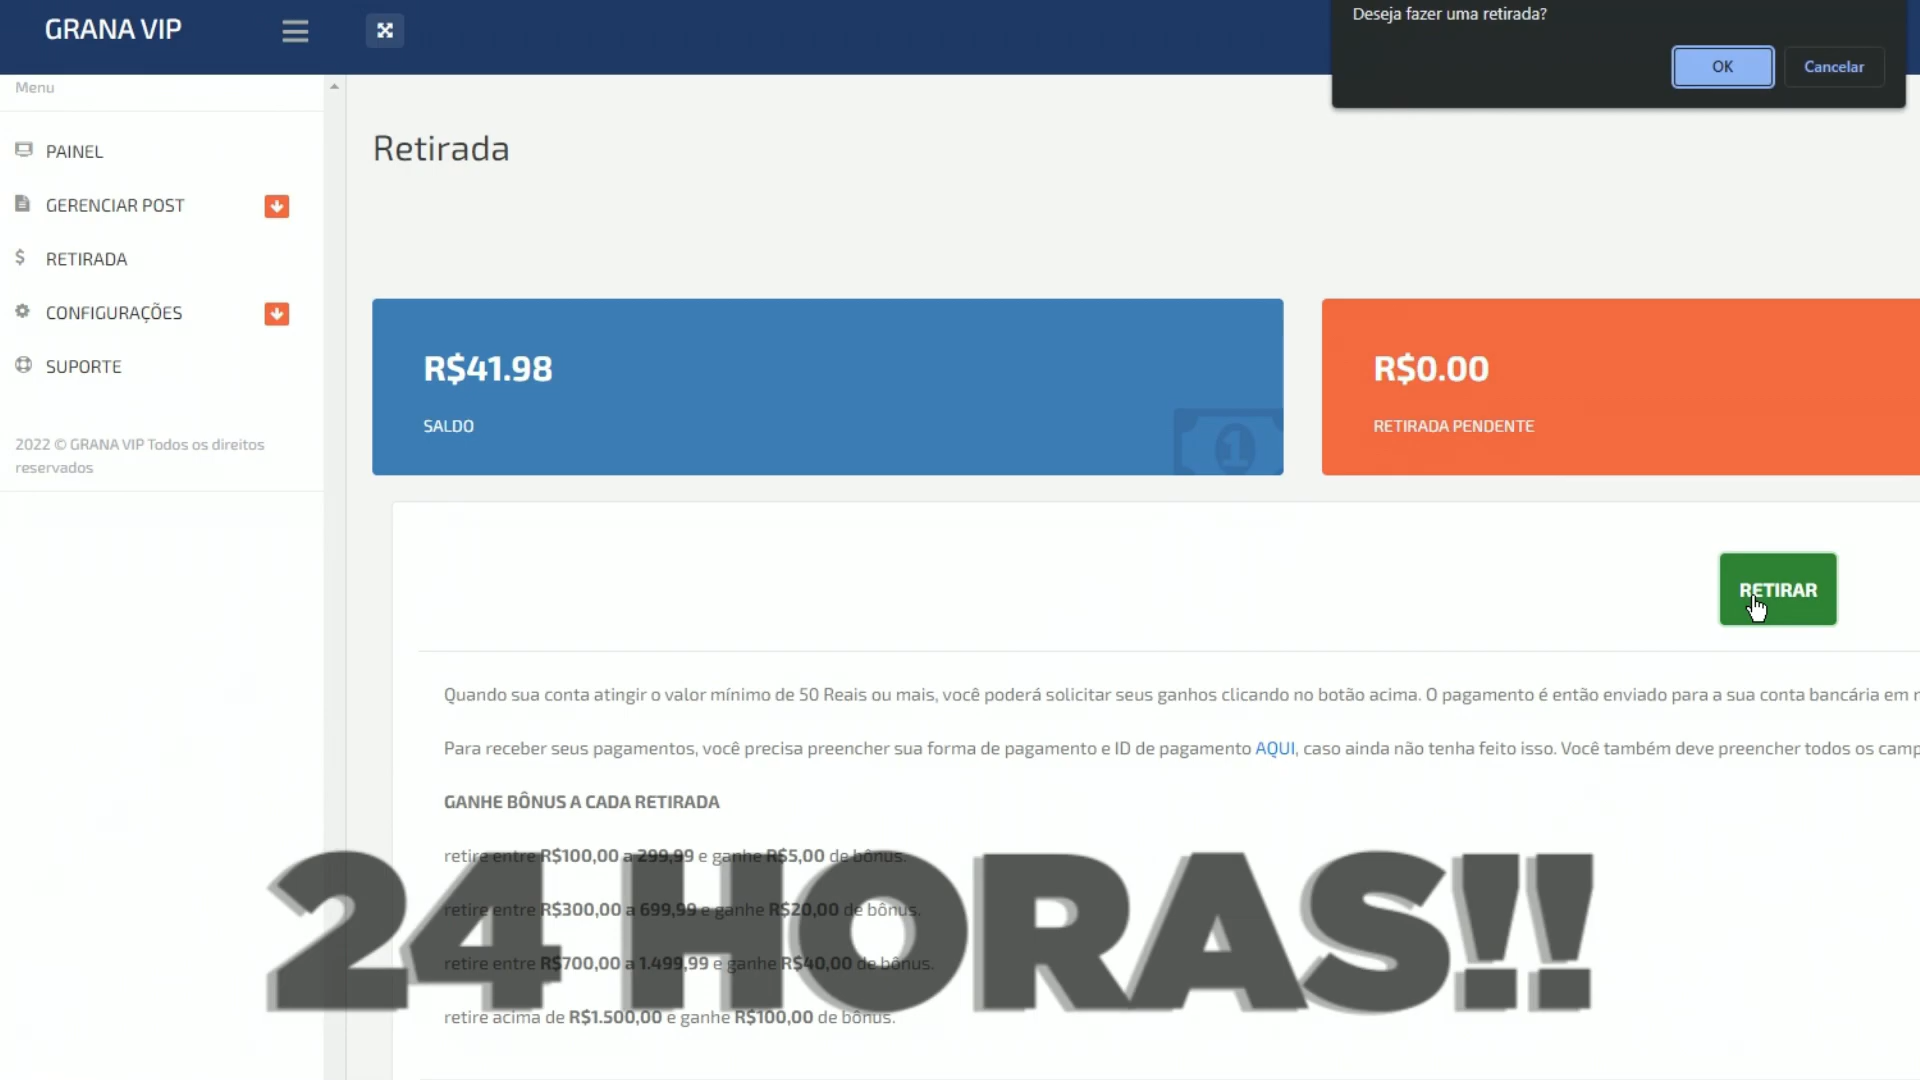 GRANA VIP
Deseja fazer uma retirada?
OK
Cancelar
Menu
PAINEL
GERENCIAR POST
RETIRADA
CONFIGURAÇÕES
SUPORTE
2022 © GRANA VIP Todos os direitos
reservados
Retirada
R$41.98
SALDO
1
R$0.00
RETIRADA PENDENTE
RETIRAR
Quando sua conta atingir o valor mínimo de 50 Reais ou mais, você poderá solicitar seus ganhos clicando no botão acima. O pagamento é então enviado para a sua conta bancária em
Para receber seus pagamentos, você precisa preencher sua forma de pagamento e ID de pagamento AQUI, caso ainda não tenha feito isso. Você também deve preencher todos os
GANHE BÔNUS A CADA RETIRADA
retire entre R$100,00 a 299,99 e ganhe R$5,00 de bônus.
retire entre R$300,00 a 699,99 e ganhe R$20,00 de bônus.
retire entre R$700,00 a 1.499,99 e ganhe R$40,00 de bônus.
retire acima de R$1.500,00 e ganhe R$100,00 de bônus.
24 HORAS!!